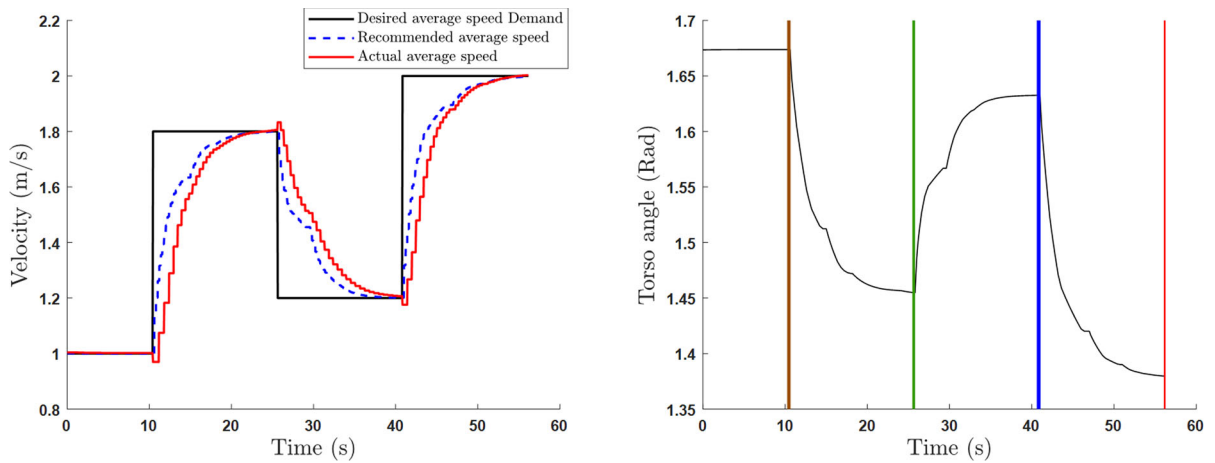 Desired average speed Demand
Recommended average speed
Actual average speed
2.2
2
1.8
1.6
1.4
1.2
1
0.8
Velocity (m/s)
0 10 20 30 40 50 60
Time (s)
1.7
1.65
1.6
1.55
1.5
1.45
1.4
1.35
Torso angle (Rad)
0 10 20 30 40 50 60
Time (s)